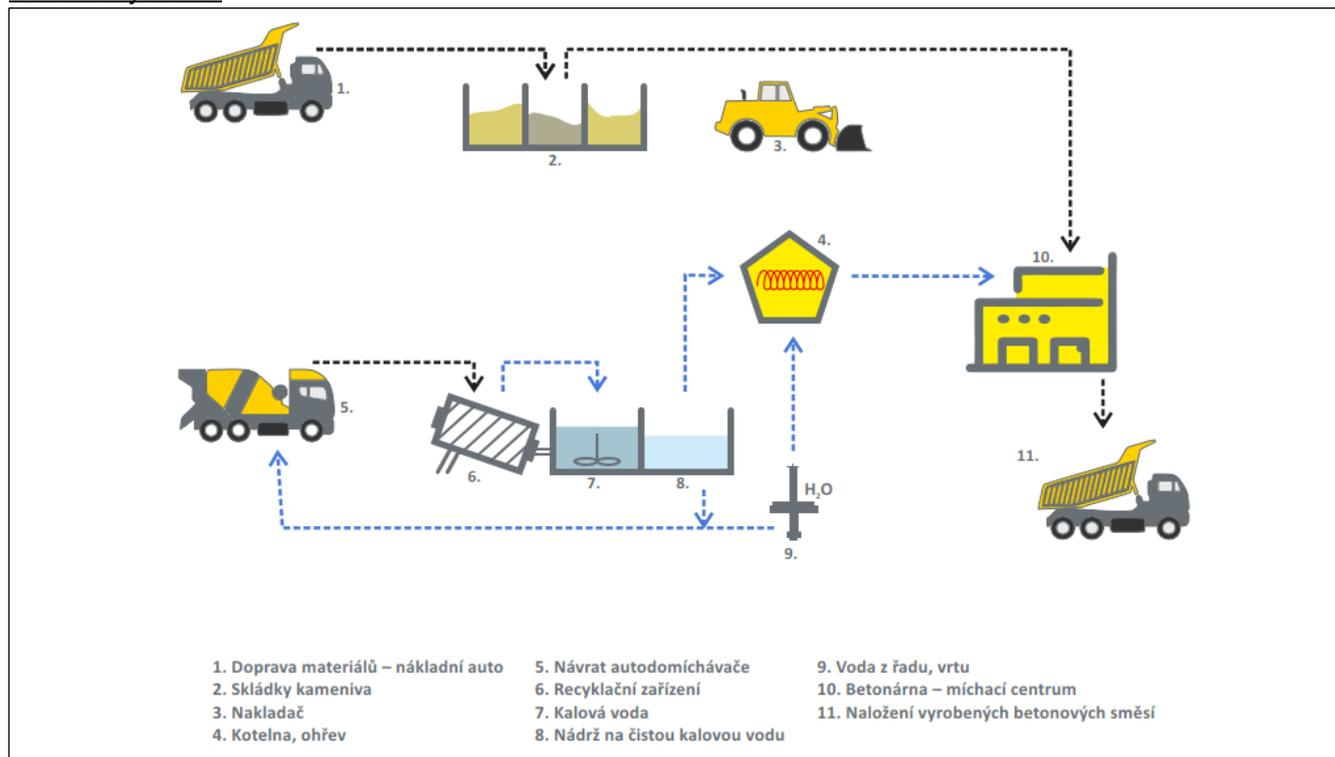 1.
2.
3.
4.
10.
5.
6.
7.
8.
H₂O
9.
11.
1. Doprava materiálů – nákladní auto
2. Skládky kameniva
3. Nakladač
4. Kotelna, ohřev
5. Návrat autodomíchávače
6. Recyklační zařízení
7. Kalová voda
8. Nádrž na čistou kalovou vodu
9. Voda z řadu, vrtu
10. Betonárna – míchací centrum
11. Naložení vyrobených betonových směsí